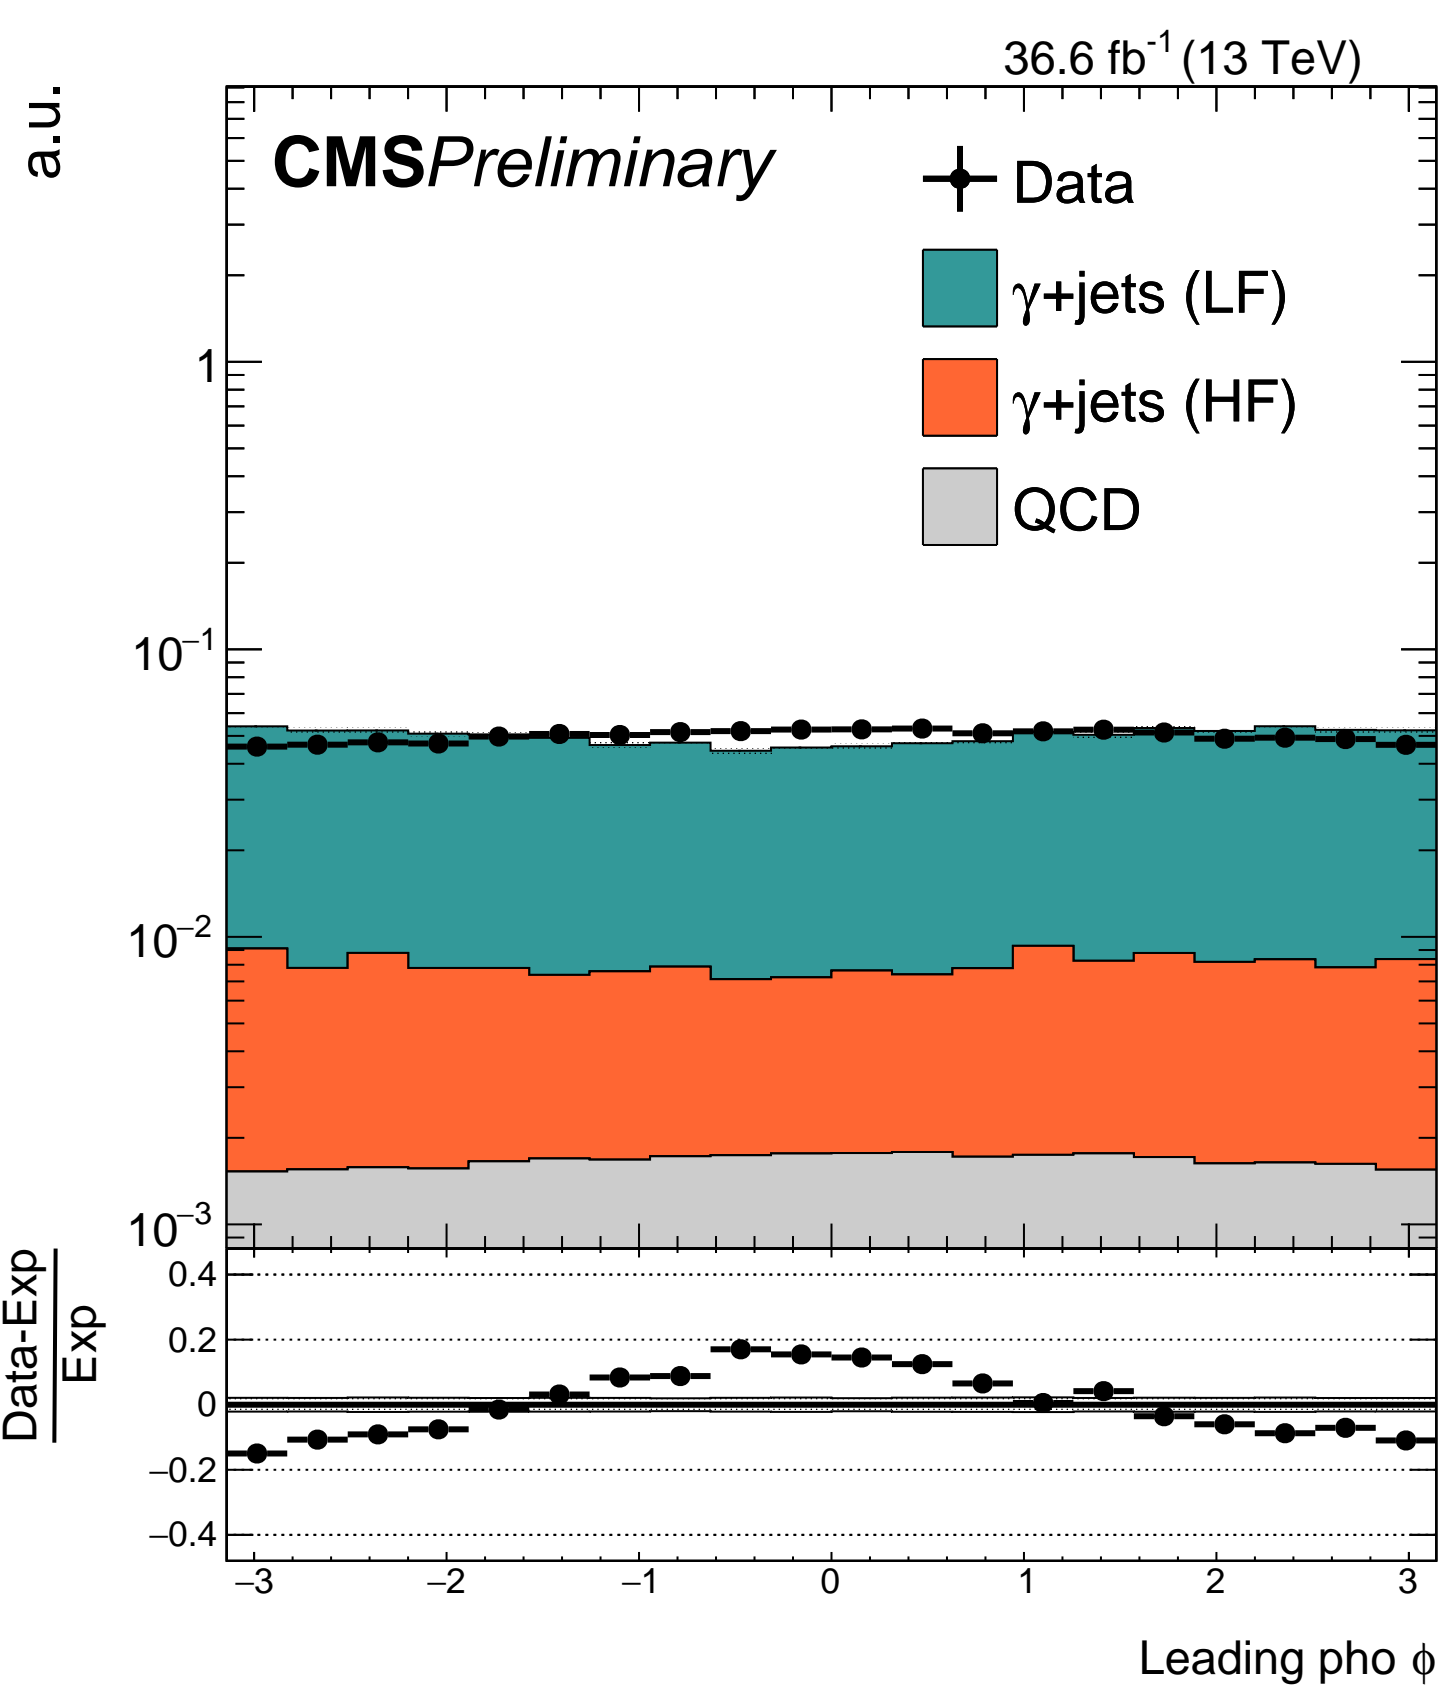 36.6 fb⁻¹ (13 TeV)
a.u.
CMSPreliminary
Data
γ+jets (LF)
γ+jets (HF)
QCD
1
10⁻¹
10⁻²
10⁻³
Data-Exp
Exp
0.4
0.2
0
−0.2
−0.4
−3 −2 −1 0 1 2 3
Leading pho ϕ